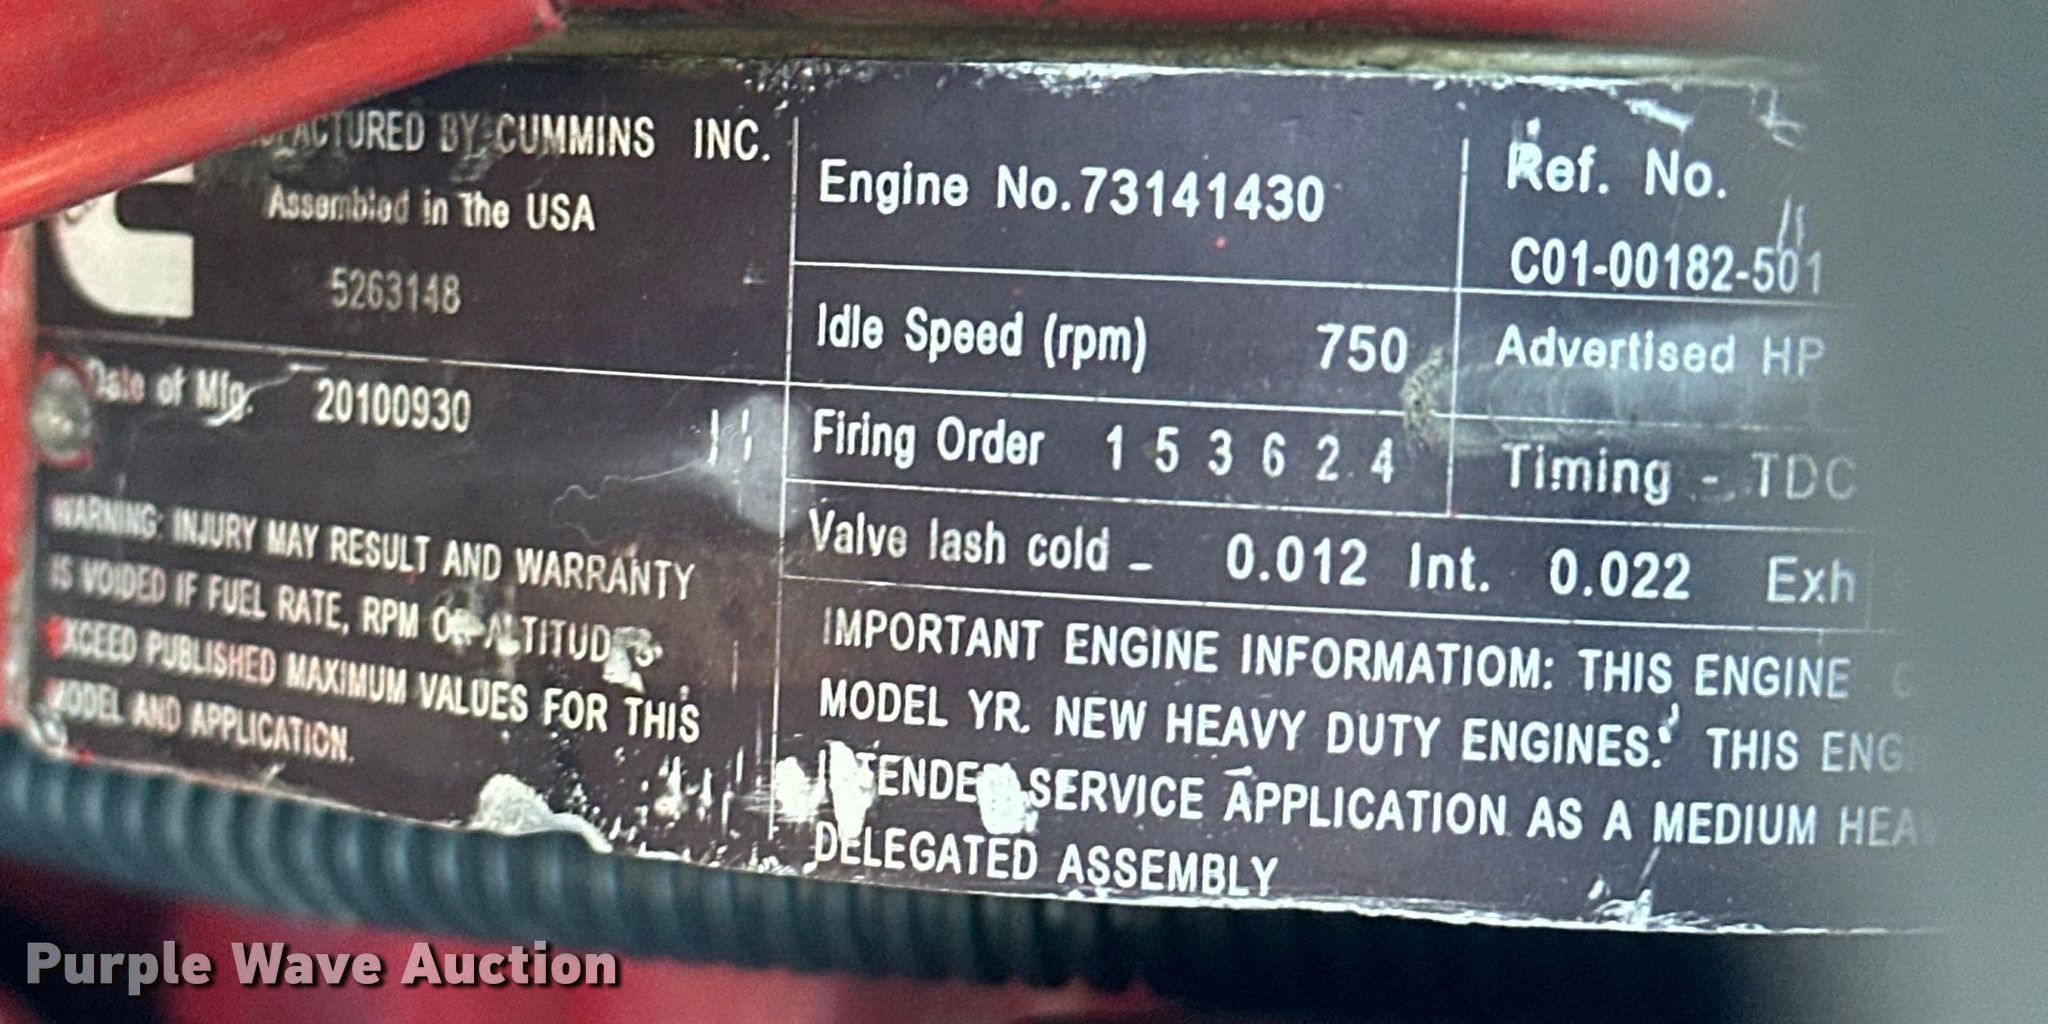 MANUFACTURED BY CUMMINS INC.
Assembled in The USA
5263148
Date of Mfg. 20100930
WARNING: INJURY MAY RESULT AND WARRANTY
IS VOIDED IF FUEL RATE, RPM OR ALTITUDES
EXCEED PUBLISHED MAXIMUM VALUES FOR THIS
MODEL AND APPLICATION.
Engine No.73141430
Ref. No.
C01-00182-501
Idle Speed (rpm) 750
Advertised HP
Firing Order 1 5 3 6 2 4
Timing - TDC
Valve lash cold - 0.012 Int. 0.022 Exh
IMPORTANT ENGINE INFORMATIOM: THIS ENGINE
MODEL YR. NEW HEAVY DUTY ENGINES. THIS ENG
INTENDED SERVICE APPLICATION AS A MEDIUM HEA
DELEGATED ASSEMBLY
Purple Wave Auction